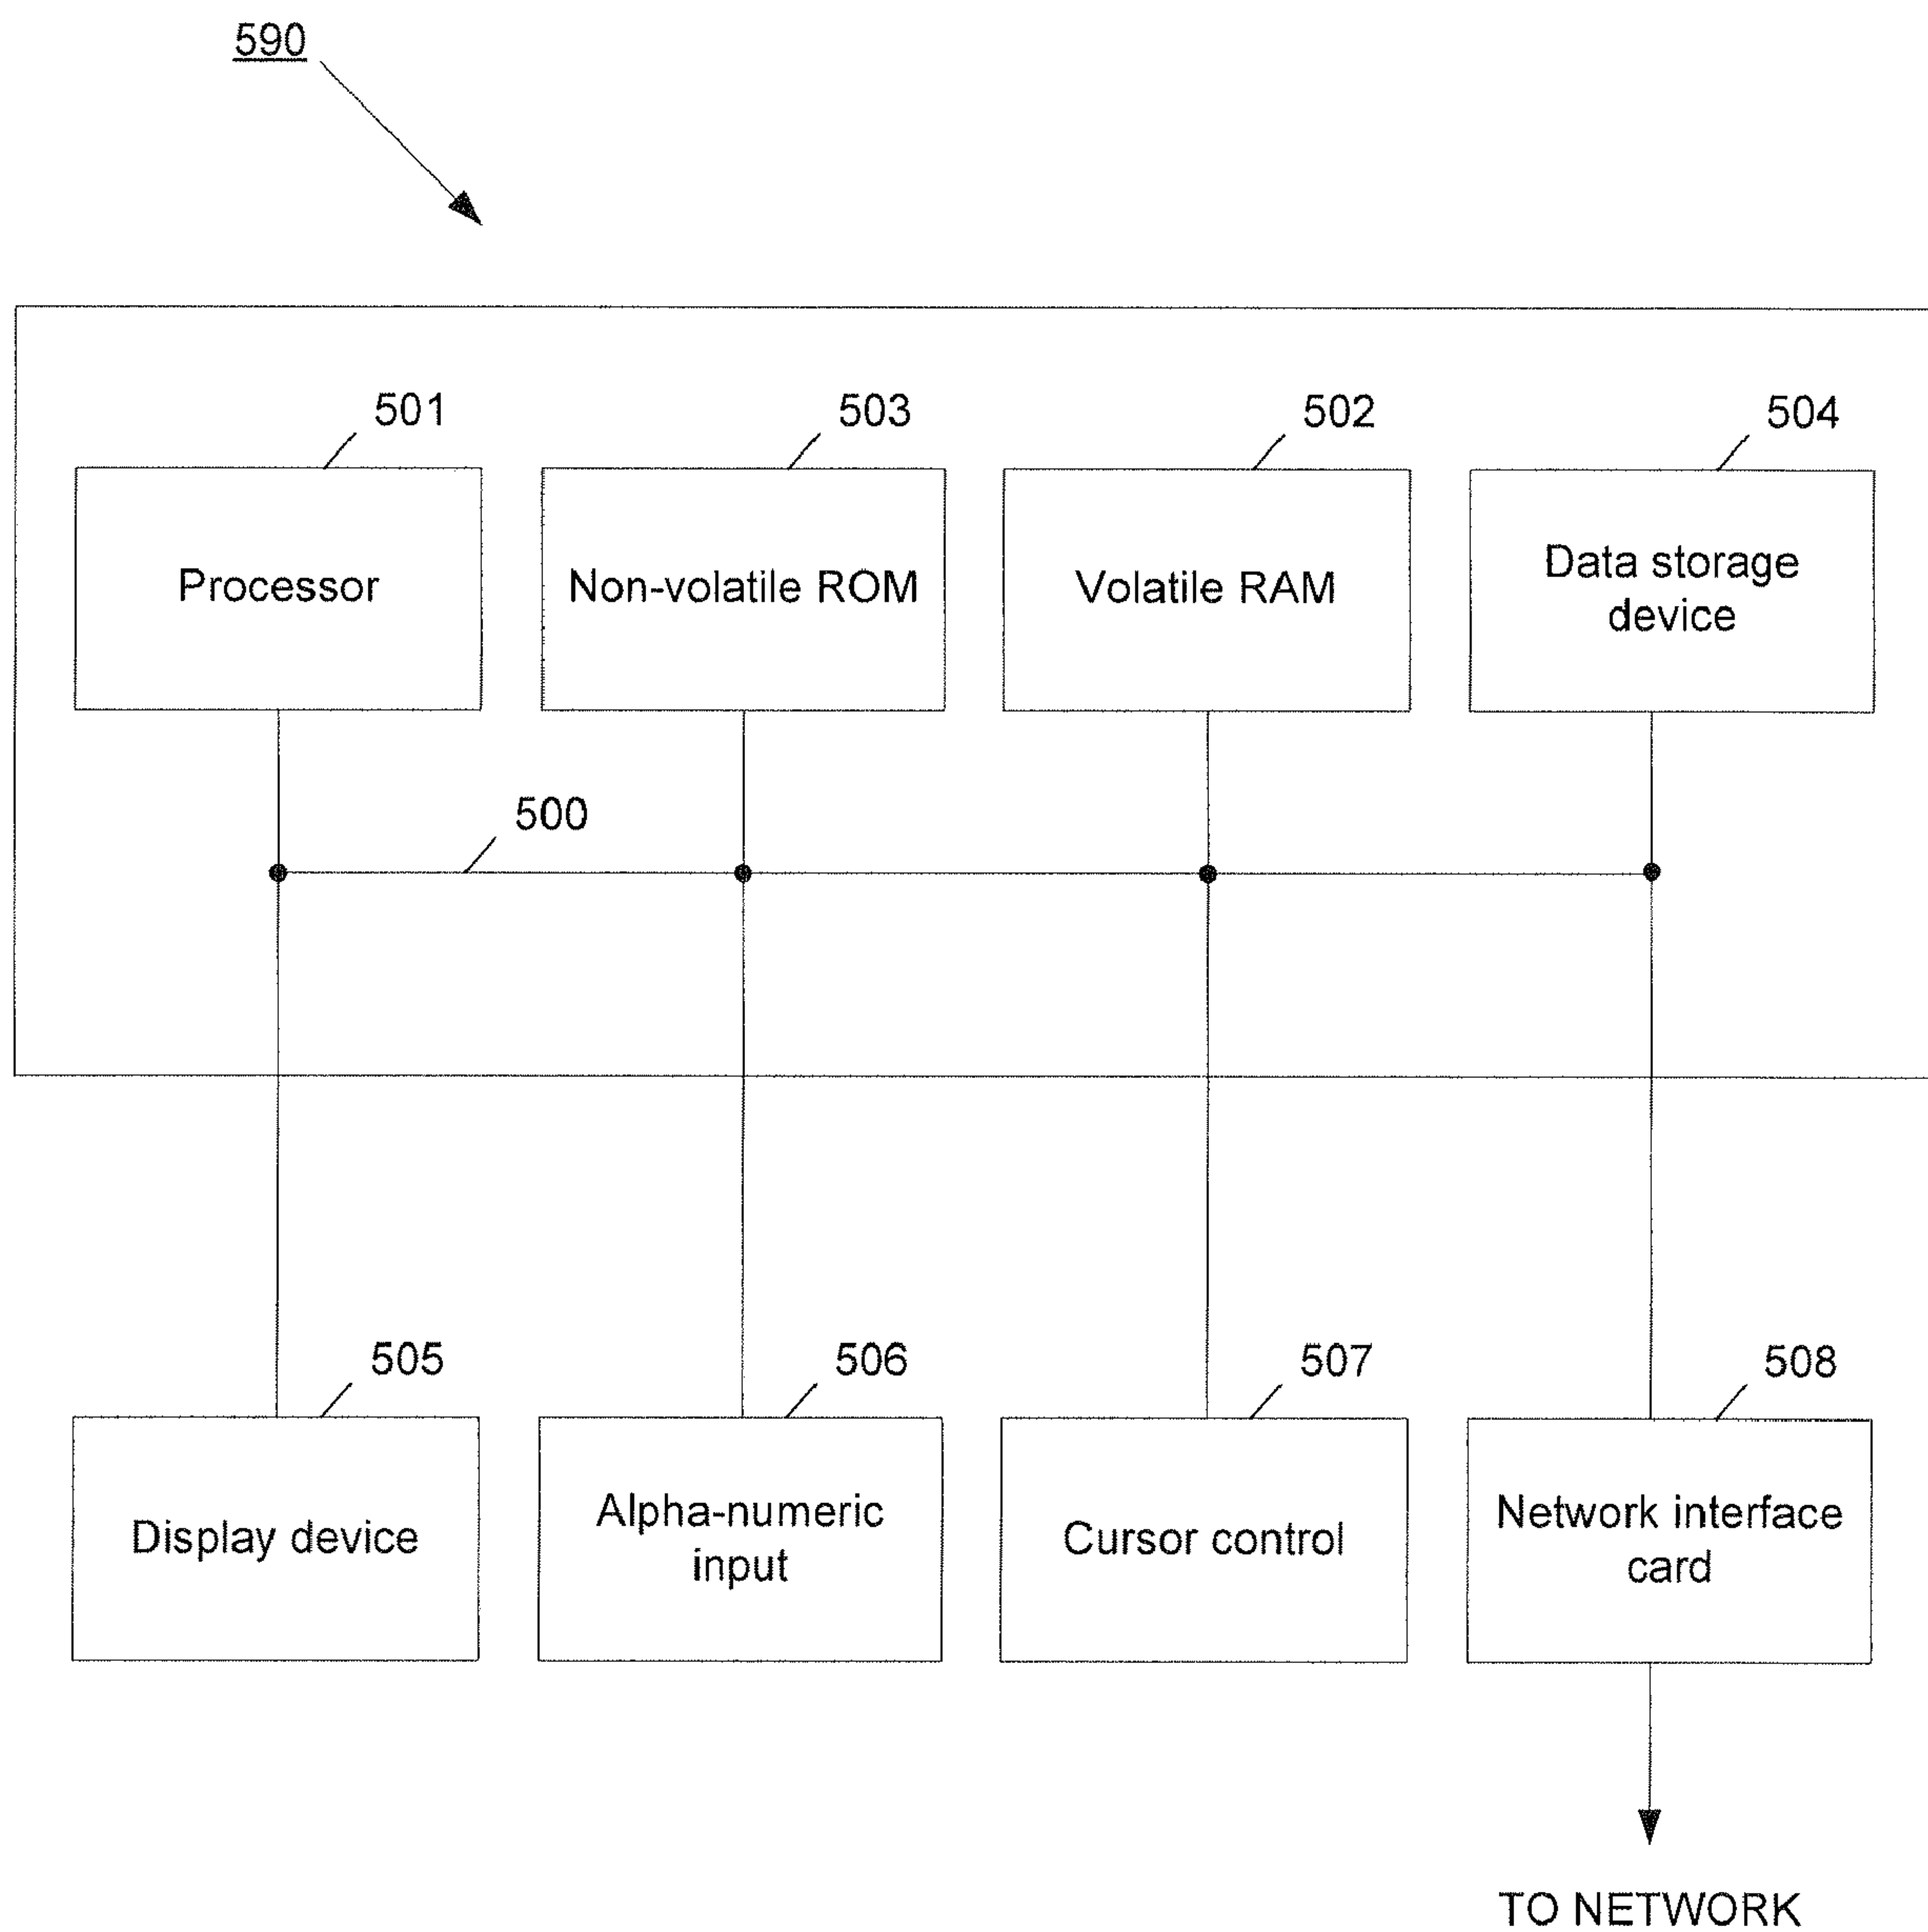 590
501
503
502
504
Processor
Non-volatile ROM
Volatile RAM
Data storage
device
500
505
506
507
508
Display device
Alpha-numeric
input
Cursor control
Network interface
card
TO NETWORK